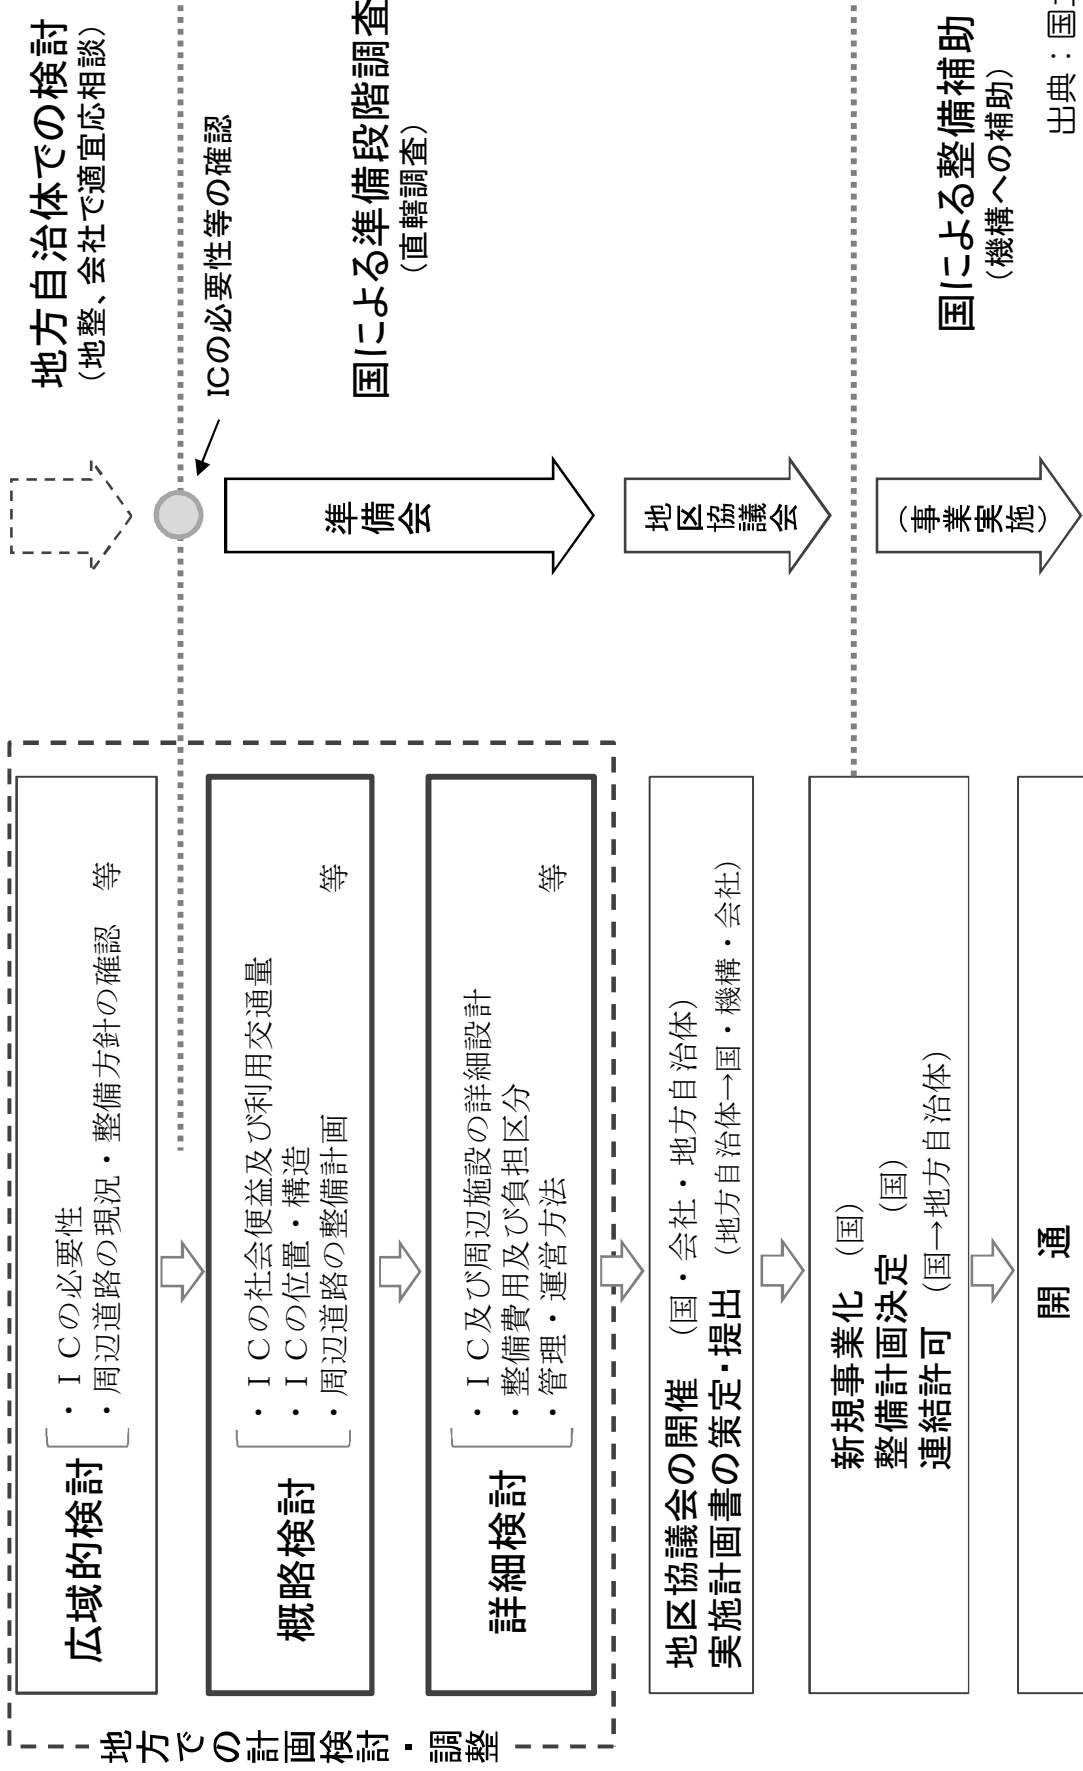 地方での計画検討・調整
広域的検討
・ＩＣの必要性
・周辺道路の現況・整備方針の確認　等
概略検討
・ＩＣの社会便益及び利用交通量
・ＩＣの位置・構造
・周辺道路の整備計画　等
詳細検討
・ＩＣ及び周辺施設の詳細設計
・整備費用及び負担区分
・管理・運営方法　等
地区協議会の開催　(国・会社・地方自治体)
実施計画書の策定・提出　(地方自治体→国・機構・会社)
新規事業化　(国)
整備計画決定　(国)
連結許可　(国→地方自治体)
開　通
準備会
地区協議会
（事業実施）
地方自治体での検討
（地整、会社で適宜応相談）
ICの必要性等の確認
国による準備段階調査
（直轄調査）
国による整備補助
（機構への補助）
出典：国